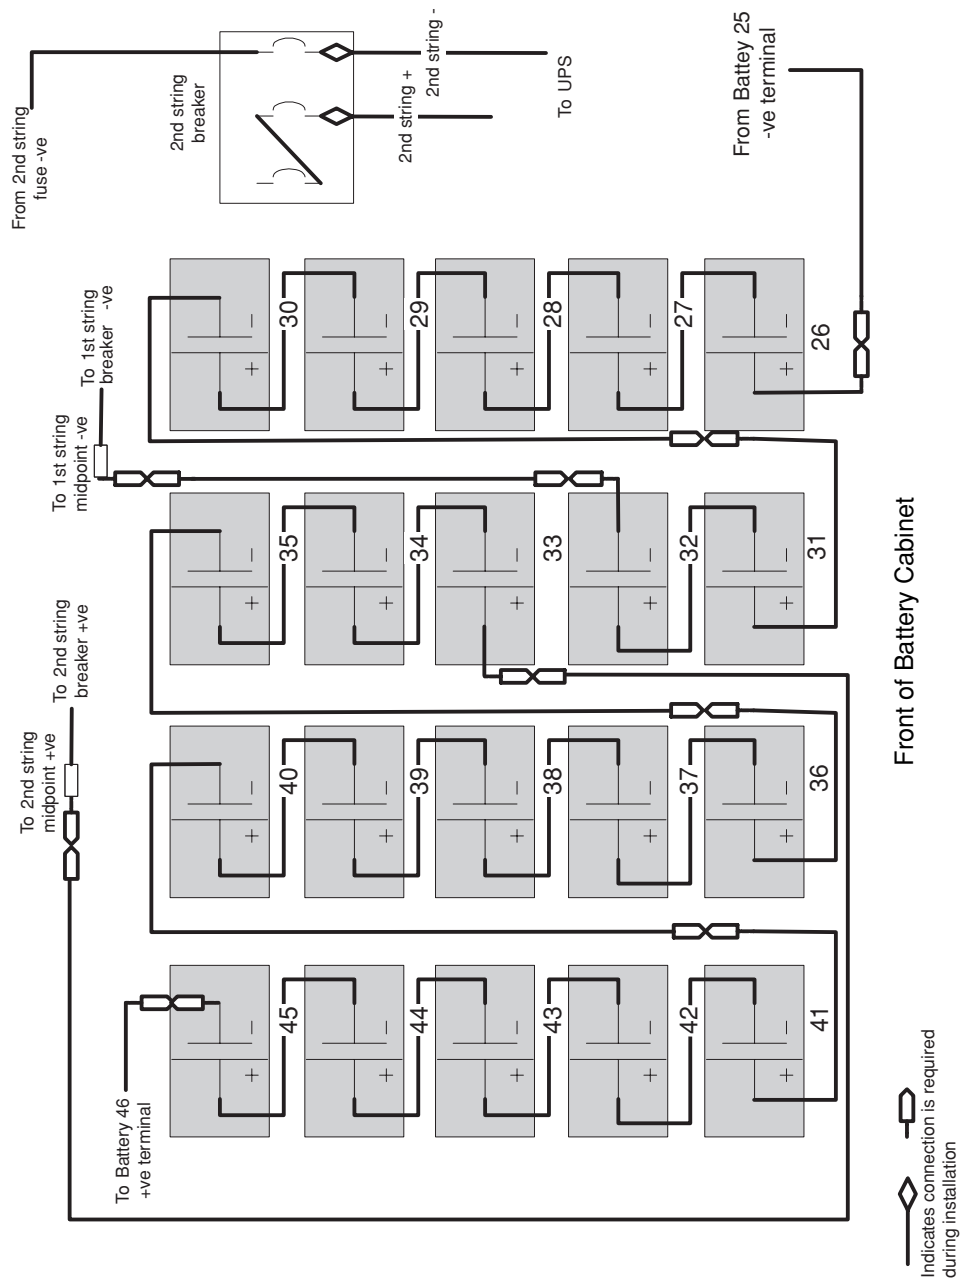 From 2nd string
fuse -ve
To 2nd string
midpoint +ve
To 2nd string
breaker +ve
To 1st string
midpoint -ve
To 1st string
breaker -ve
To Battery 46
+ve terminal
2nd string
breaker
+ -
+ -
+ -
+ -
45
40
35
30
2nd string +
2nd string -
+ -
+ -
+ -
+ -
44
39
34
29
+ -
+ -
+ -
+ -
43
38
33
28
To UPS
+ -
+ -
+ -
+ -
42
37
32
27
From Battey 25
-ve terminal
+ -
+ -
+ -
+ -
41
36
31
26
Front of Battery Cabinet
Indicates connection is required
during installation